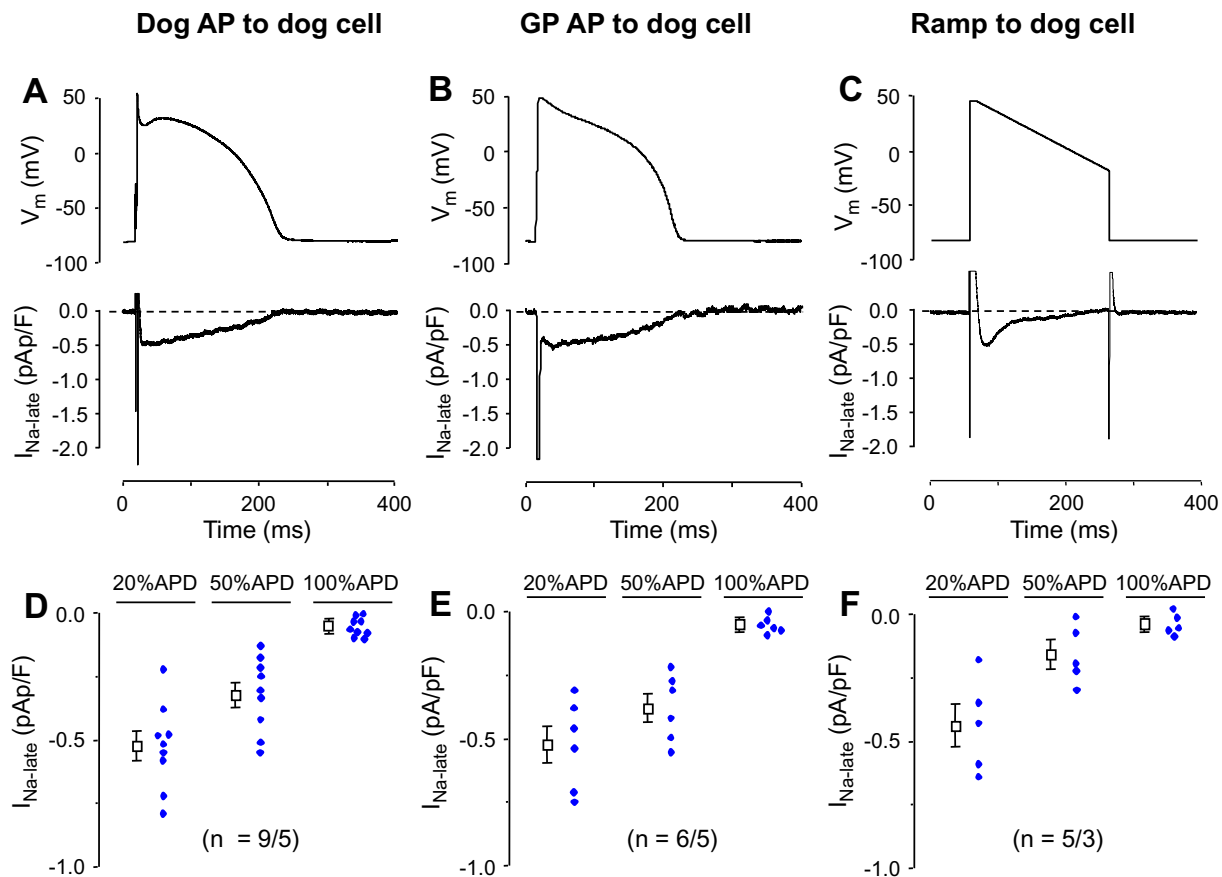 Dog AP to dog cell
GP AP to dog cell
Ramp to dog cell
A
50
0
-50
-100
Vm (mV)
0.0
-0.5
-1.0
-1.5
-2.0
INa-late (pAp/F)
0
200
400
Time (ms)
B
50
0
-50
-100
Vm (mV)
0.0
-0.5
-1.0
-1.5
-2.0
INa-late (pA/pF)
0
200
400
Time (ms)
C
50
0
-50
-100
Vm (mV)
0.0
-0.5
-1.0
-1.5
-2.0
INa-late (pA/pF)
0
200
400
Time (ms)
D
20%APD
50%APD
100%APD
0.0
-0.5
-1.0
INa-late (pAp/F)
(n = 9/5)
E
20%APD
50%APD
100%APD
0.0
-0.5
-1.0
INa-late (pA/pF)
(n = 6/5)
F
20%APD
50%APD
100%APD
0.0
-0.5
-1.0
INa-late (pA/pF)
(n = 5/3)